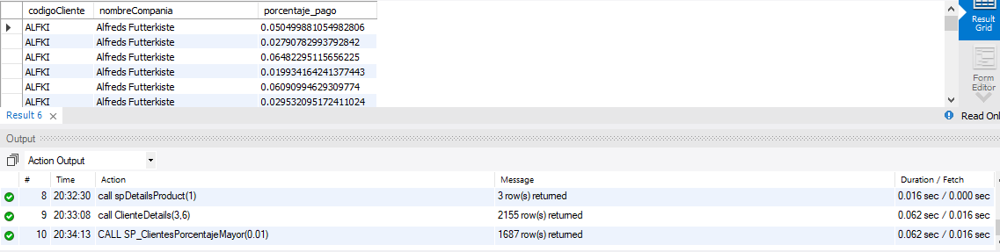 codigoCliente nombreCompania porcentaje_pago
ALFKI Alfreds Futterkiste 0.050499881054982806
ALFKI Alfreds Futterkiste 0.02790782993792842
ALFKI Alfreds Futterkiste 0.06482295115656225
ALFKI Alfreds Futterkiste 0.019934164241377443
ALFKI Alfreds Futterkiste 0.06090994629309774
ALFKI Alfreds Futterkiste 0.029532095172411024
Result
Grid
Form
Editor
Result 6
Read Onl
Output
Action Output
# Time Action Message Duration / Fetch
8 20:32:30 call spDetailsProduct(1) 3 row(s) returned 0.016 sec / 0.000 sec
9 20:33:08 call ClienteDetails(3,6) 2155 row(s) returned 0.062 sec / 0.016 sec
10 20:34:13 CALL SP_ClientesPorcentajeMayor(0.01) 1687 row(s) returned 0.062 sec / 0.016 sec